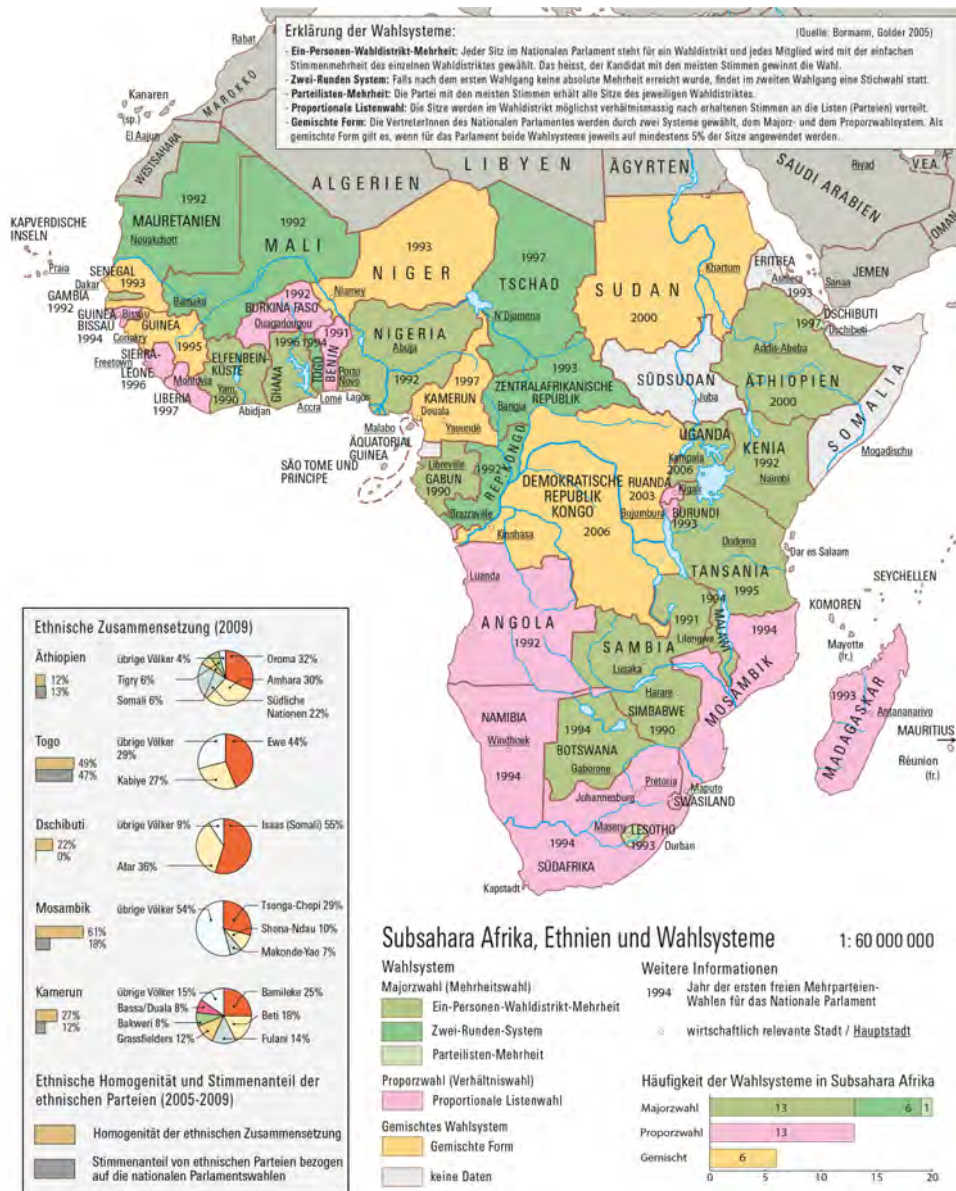 Erklärung der Wahlsysteme:
(Quelle: Bormann, Golder 2005)
- Ein-Personen-Wahldistrikt-Mehrheit: Jeder Sitz im Nationalen Parlament steht für ein Wahldistrikt und jedes Mitglied wird mit der einfachen
Stimmenmehrheit des einzelnen Wahldistriktes gewählt. Das heisst, der Kandidat mit den meisten Stimmen gewinnt die Wahl.
- Zwei-Runden System: Falls nach dem ersten Wahlgang keine absolute Mehrheit erreicht wurde, findet im zweiten Wahlgang eine Stichwahl statt.
- Parteilisten-Mehrheit: Die Partei mit den meisten Stimmen erhält alle Sitze des jeweiligen Wahldistriktes.
- Proportionale Listenwahl: Die Sitze werden im Wahldistrikt möglichst verhältnismassig nach erhaltenen Stimmen an die Listen (Parteien) verteilt.
- Gemischte Form: Die VertreterInnen des Nationalen Parlamentes werden durch zwei Systeme gewählt, dem Majorz- und dem Preporzwahlsystem. Als
gemischte Form gilt es, wenn für das Parlament beide Wahlsysteme jeweils auf mindestens 5% der Sitze angewendet werden.
Rabat
MAROKKO
Kanaren
(sp.)
El Aajun
WESTSAHARA
ALGERIEN
LIBYEN
ÄGYRTEN
SAUDI ARABIEN
Riyad
V.E.A.
OMAN
JEMEN
Sanaa
KAPVERDISCHE
INSELN
Praia
1992
MAURETANIEN
Nouakchott
1992
MALI
Bamako
1993
NIGER
Niamey
1997
TSCHAD
N'Djamena
SUDAN
Khartum
2000
ERITREA
Asmera
1993
DSCHIBUTI
Dschibuti
1997
SENEGAL
Dakar
1993
GAMBIA
1992
GUINEA
BISSAU
1994
Bissau
GUINEA
Conakry
1995
SIERRA-
LEONE
1996
Freetown
Monrovia
LIBERIA
1997
ELFENBEIN-
KÜSTE
Yam.
1990
Abidjan
1992
BURKINA FASO
Ouagadougou
1996
GHANA
Accra
1994
TOGO
Lomé
1991
BENIN
Porto
Novo
NIGERIA
Abuja
1992
Lagos
1997
KAMERUN
Douala
Yaoundé
Malabo
ÄQUATORIAL
GUINEA
SÃO TOME UND
PRINCIPE
1993
ZENTRALAFRIKANISCHE
REPUBLIK
Bangui
SÜDSUDAN
Juba
Addis-Abeba
ÄTHIOPIEN
2000
SOMALIA
Mogadischu
UGANDA
Kampala
2006
KENIA
1992
Nairobi
Libreville
GABUN
1990
1992
REP. KONGO
Brazzaville
DEMOKRATISCHE
REPUBLIK
KONGO
2006
Kinshasa
RUANDA
2003
Kigali
BURUNDI
1993
Bujombura
Dodoma
Dar es Salaam
TANSANIA
1995
SEYCHELLEN
KOMOREN
Mayotte
(fr.)
Luanda
ANGOLA
1992
1991
SAMBIA
Lusaka
1994
MALAWI
Lilongwe
1994
MOSAMBIK
Harare
SIMBABWE
1990
NAMIBIA
Windhoek
1994
1994
BOTSWANA
Gaborone
Pretoria
Johannesburg
Maputo
SWASILAND
Maseru
LESOTHO
1993
Durban
1994
SÜDAFRIKA
Kapstadt
1993
MADAGASKAR
Antananarivo
MAURITIUS
Réunion
(fr.)
Ethnische Zusammensetzung (2009)
Äthiopien
12%
13%
übrige Völker 4%
Tigry 6%
Somali 6%
Oroma 32%
Amhara 30%
Südliche
Nationen 22%
Togo
49%
47%
übrige Völker
29%
Kabiye 27%
Ewe 44%
Dschibuti
22%
0%
übrige Völker 9%
Afar 36%
Isaas (Somali) 55%
Mosambik
61%
18%
übrige Völker 54%
Tsonga-Chopi 29%
Shona-Ndau 10%
Makonde-Yao 7%
Kamerun
27%
12%
übrige Völker 15%
Bassa/Duala 8%
Bakweri 8%
Grassfielders 12%
Bamileke 25%
Beti 18%
Fulani 14%
Ethnische Homogenität und Stimmenanteil der
ethnischen Parteien (2005-2009)
Homogenität der ethnischen Zusammensetzung
Stimmenanteil von ethnischen Parteien bezogen
auf die nationalen Parlamentswahlen
Subsahara Afrika, Ethnien und Wahlsysteme
1: 60 000 000
Wahlsystem
Majorzwahl (Mehrheitswahl)
Ein-Personen-Wahldistrikt-Mehrheit
Zwei-Runden-System
Parteilisten-Mehrheit
Proporzwahl (Verhältniswahl)
Proportionale Listenwahl
Gemischtes Wahlsystem
Gemischte Form
keine Daten
Weitere Informationen
1994 Jahr der ersten freien Mehrparteien-
Wahlen für das Nationale Parlament
wirtschaftlich relevante Stadt / Hauptstadt
Häufigkeit der Wahlsysteme in Subsahara Afrika
Majorzwahl 13 6 1
Proporzwahl 13
Gemischt 6
0 5 10 15 20